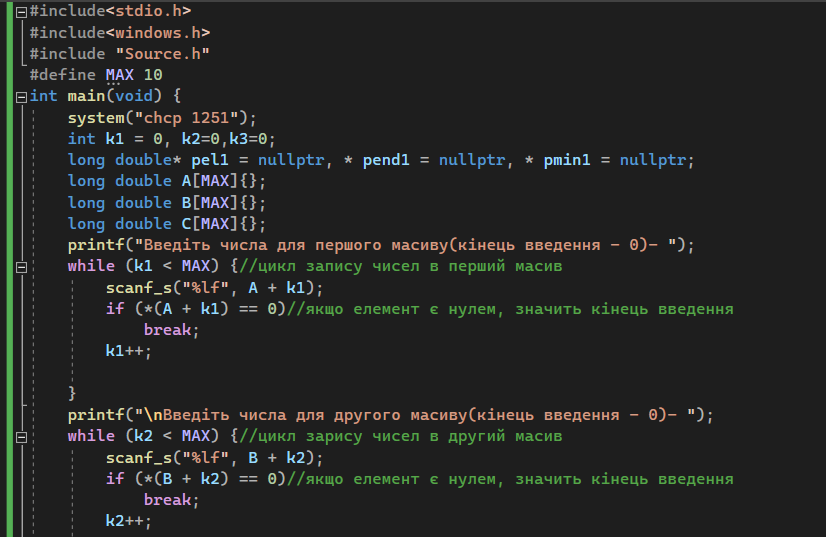 #include<stdio.h>
#include<windows.h>
#include "Source.h"
#define MAX 10
int main(void) {
system("chcp 1251");
int k1 = 0, k2=0,k3=0;
long double* pel1 = nullptr, * pend1 = nullptr, * pmin1 = nullptr;
long double A[MAX]{};
long double B[MAX]{};
long double C[MAX]{};
printf("Введіть числа для першого масиву(кінець введення - 0)- ");
while (k1 < MAX) {//цикл запису чисел в перший масив
scanf_s("%lf", A + k1);
if (*(A + k1) == 0)//якщо елемент є нулем, значить кінець введення
break;
k1++;
}
printf("\nВведіть числа для другого масиву(кінець введення - 0)- ");
while (k2 < MAX) {//цикл зарису чисел в другий масив
scanf_s("%lf", B + k2);
if (*(B + k2) == 0)//якщо елемент є нулем, значить кінець введення
break;
k2++;